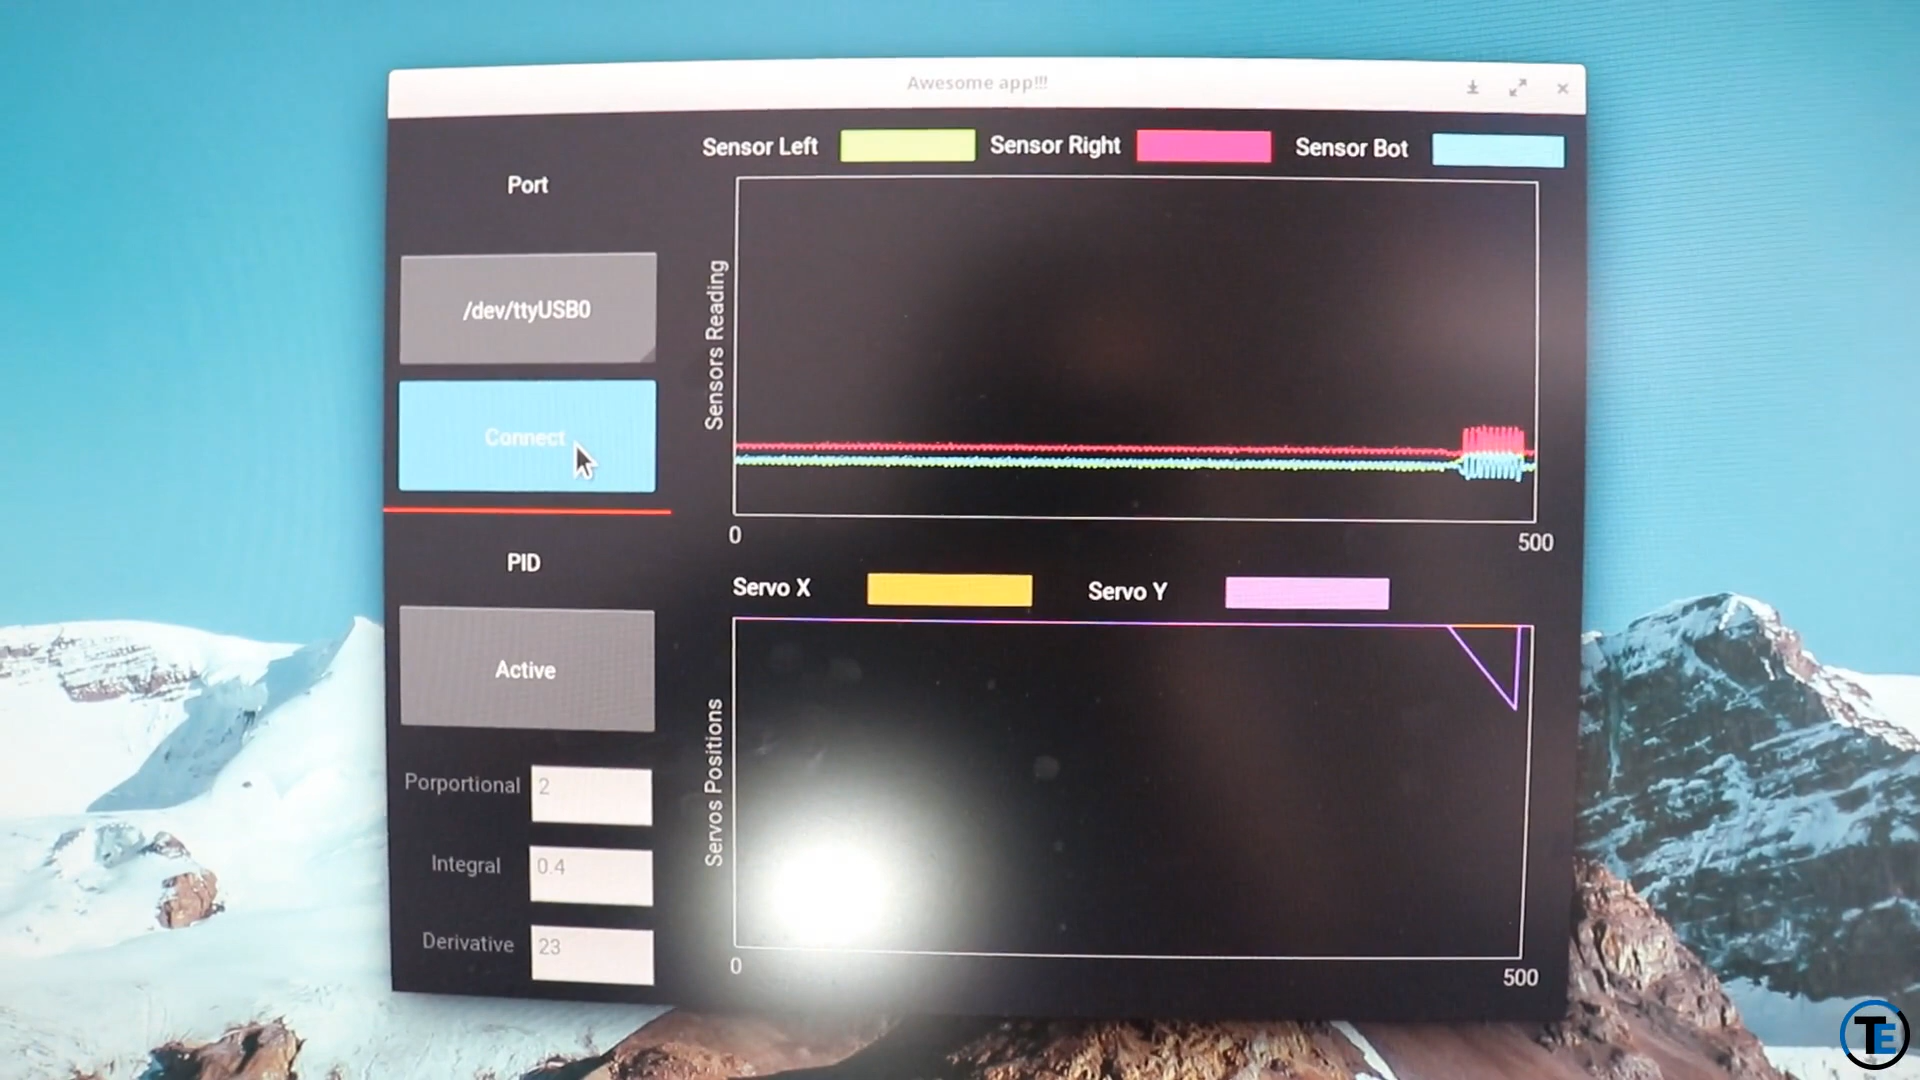 Awesome app!!!
Port
/dev/ttyUSB0
Connect
PID
Active
Porportional 2
Integral 0.4
Derivative 23
Sensor Left Sensor Right Sensor Bot
Sensors Reading
0 500
Servo X Servo Y
Servos Positions
0 500
TE